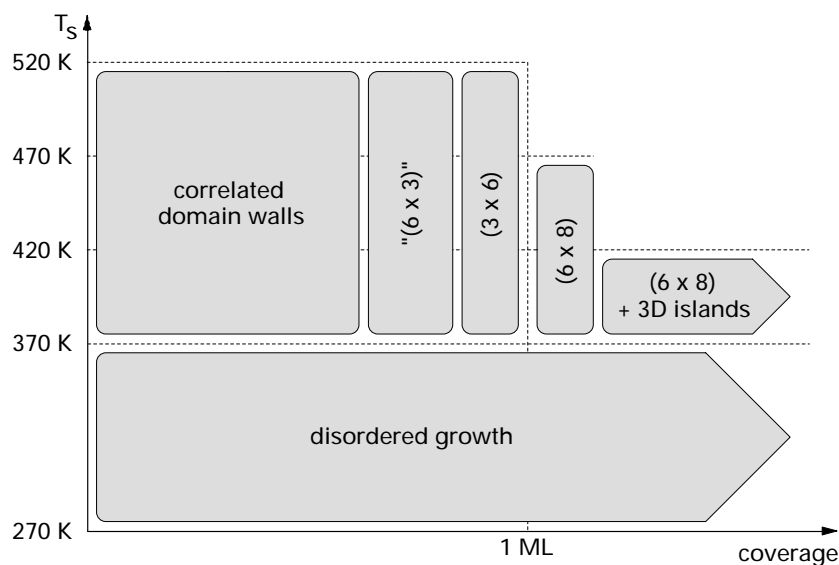 T_S
520 K
470 K
420 K
370 K
270 K
correlated
domain walls
"(6 x 3)"
(3 x 6)
(6 x 8)
(6 x 8)
+ 3D islands
disordered growth
1 ML
coverage